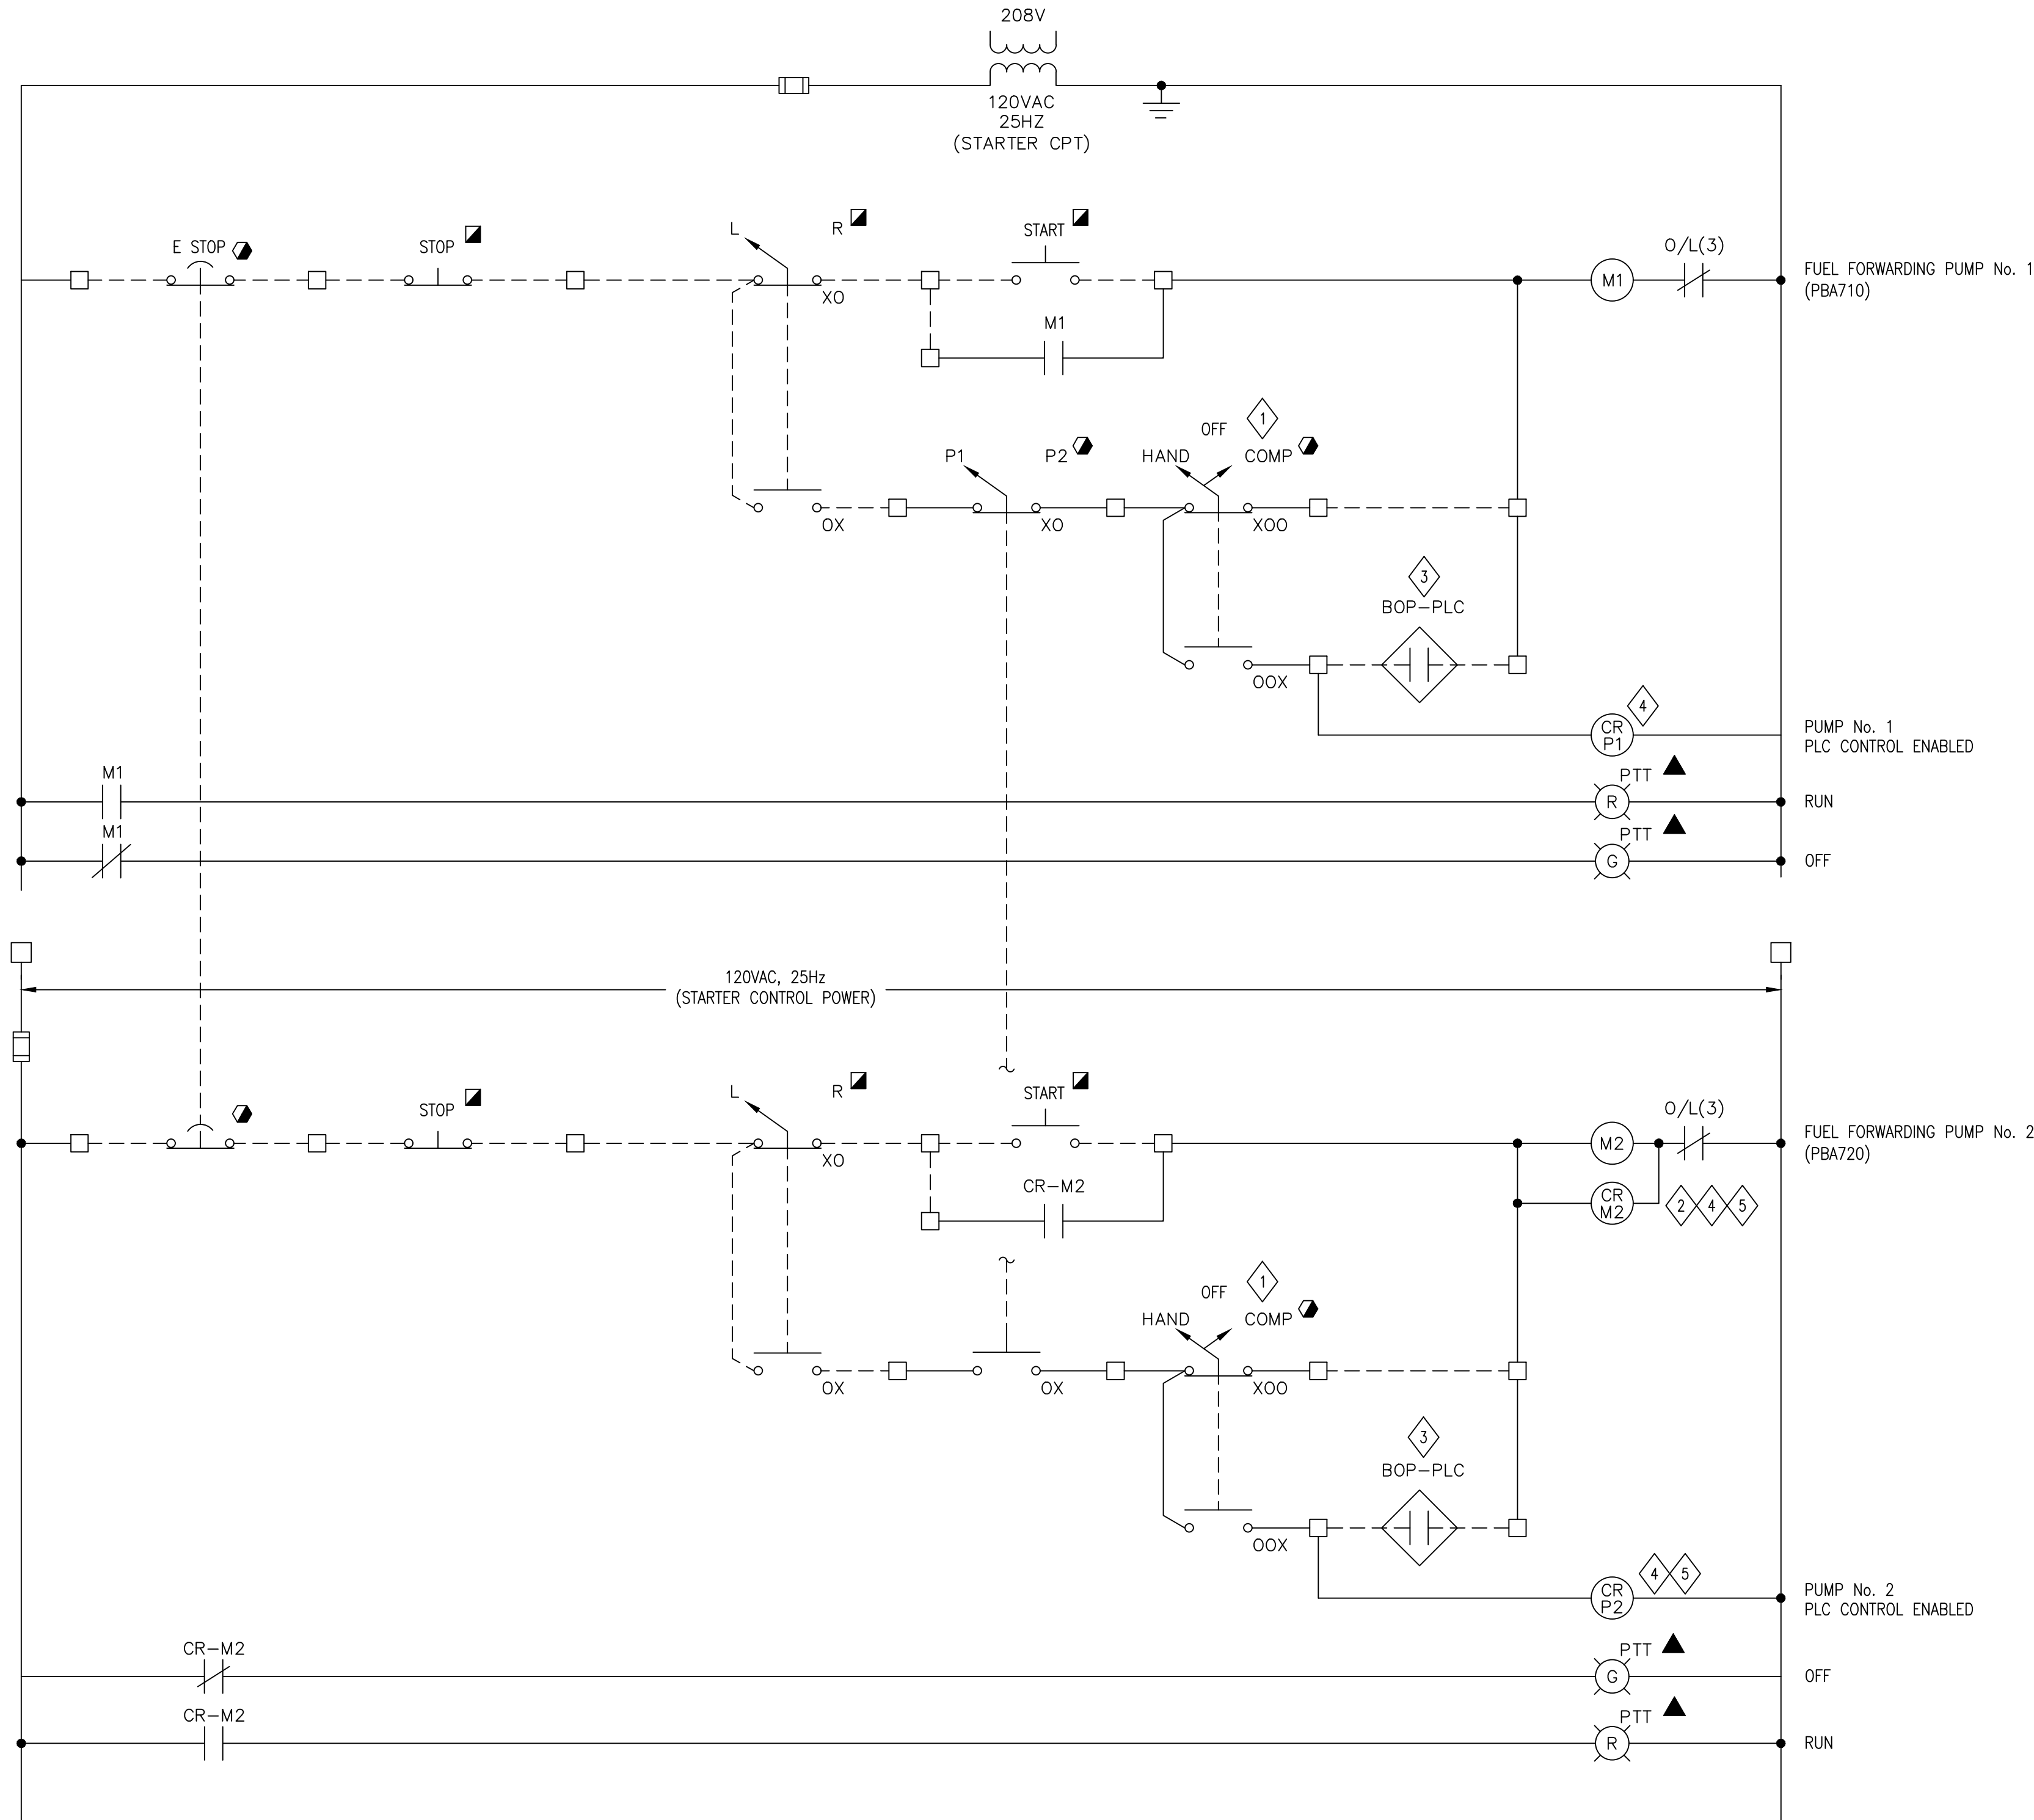 208V
120VAC
25HZ
(STARTER CPT)
E STOP
STOP
L
R
START
O/L(3)
M1
FUEL FORWARDING PUMP No. 1
(PBA710)
XO
M1
OFF
1
P1
P2
HAND
COMP
OX
XO
XOO
3
BOP-PLC
OOX
4
CR
P1
PUMP No. 1
PLC CONTROL ENABLED
M1
PTT
R
RUN
M1
PTT
G
OFF
120VAC, 25Hz
(STARTER CONTROL POWER)
STOP
L
R
START
O/L(3)
M2
FUEL FORWARDING PUMP No. 2
(PBA720)
XO
CR-M2
CR
M2
2
4
5
OFF
1
HAND
COMP
OX
OX
XOO
3
BOP-PLC
OOX
4
5
CR
P2
PUMP No. 2
PLC CONTROL ENABLED
CR-M2
PTT
G
OFF
CR-M2
PTT
R
RUN